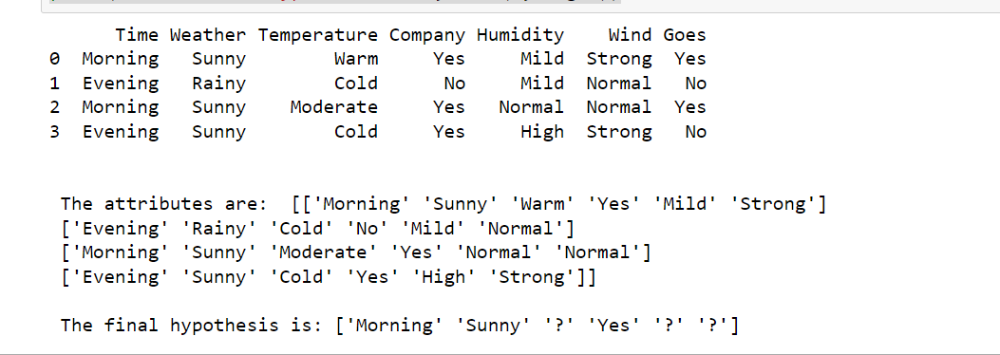 Time Weather Temperature Company Humidity Wind Goes
0 Morning Sunny Warm Yes Mild Strong Yes
1 Evening Rainy Cold No Mild Normal No
2 Morning Sunny Moderate Yes Normal Normal Yes
3 Evening Sunny Cold Yes High Strong No
The attributes are:  [['Morning' 'Sunny' 'Warm' 'Yes' 'Mild' 'Strong']
['Evening' 'Rainy' 'Cold' 'No' 'Mild' 'Normal']
['Morning' 'Sunny' 'Moderate' 'Yes' 'Normal' 'Normal']
['Evening' 'Sunny' 'Cold' 'Yes' 'High' 'Strong']]
The final hypothesis is: ['Morning' 'Sunny' '?' 'Yes' '?' '?']